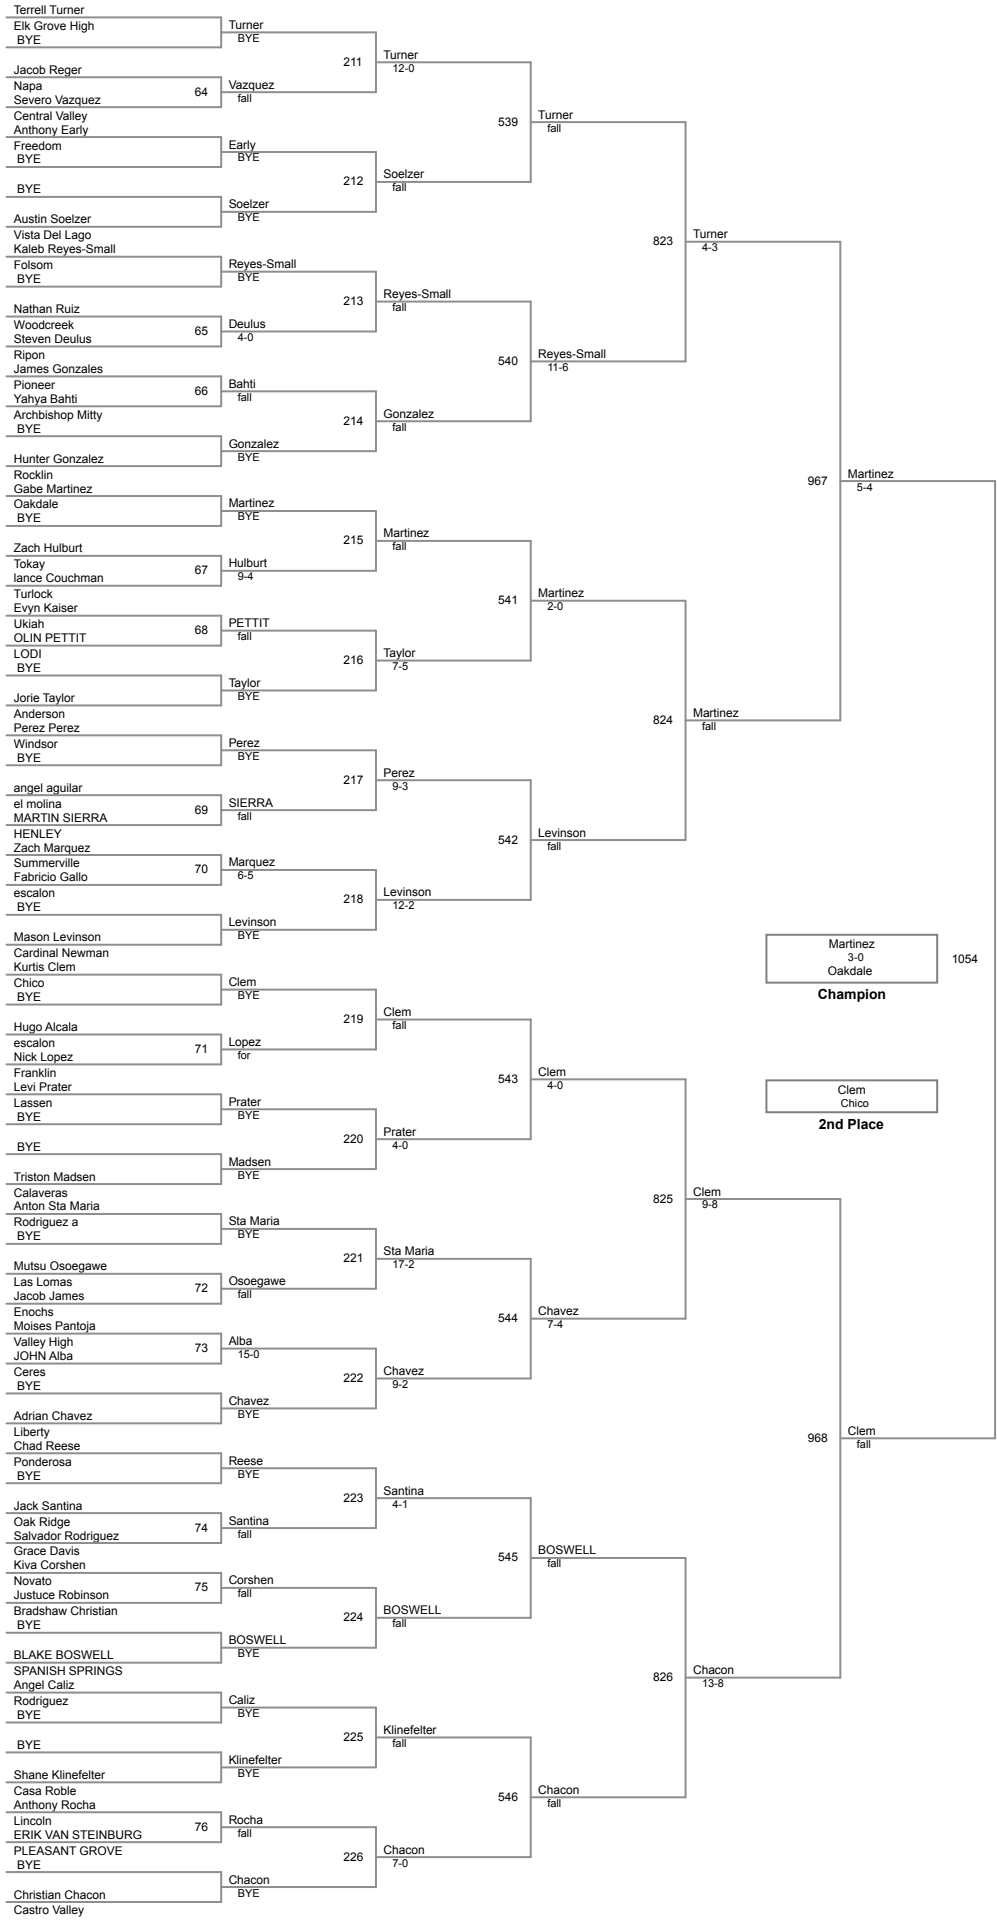 Terrell Turner
Elk Grove High
BYE
Turner
BYE
211
Turner
12-0
Jacob Reger
Napa
Severo Vazquez
64
Vazquez
fall
Central Valley
Anthony Early
Freedom
BYE
539
Turner
fall
Early
BYE
212
Soelzer
fall
BYE
Soelzer
BYE
Austin Soelzer
Vista Del Lago
Kaleb Reyes-Small
Folsom
BYE
823
Turner
4-3
Reyes-Small
BYE
213
Reyes-Small
fall
Nathan Ruiz
Woodcreek
Steven Deulus
65
Deulus
4-0
Ripon
James Gonzales
Pioneer
Yahya Bahti
66
540
Reyes-Small
11-6
Bahti
fall
Archbishop Mitty
BYE
214
Gonzalez
fall
Gonzalez
BYE
Hunter Gonzalez
Rocklin
Gabe Martinez
Oakdale
BYE
967
Martinez
5-4
Martinez
BYE
215
Martinez
fall
Zach Hulburt
Tokay
lance Couchman
67
Hulburt
9-4
Turlock
Evyn Kaiser
Ukiah
OLIN PETTIT
68
541
Martinez
2-0
PETTIT
fall
LODI
BYE
216
Taylor
7-5
Taylor
BYE
Jorie Taylor
Anderson
Perez Perez
Windsor
BYE
824
Martinez
fall
Perez
BYE
217
Perez
9-3
angel aguilar
el molina
MARTIN SIERRA
69
SIERRA
fall
HENLEY
Zach Marquez
Summerville
Fabricio Gallo
70
542
Levinson
fall
Marquez
6-5
escalon
BYE
218
Levinson
12-2
Levinson
BYE
Mason Levinson
Cardinal Newman
Kurtis Clem
Chico
BYE
Martinez
3-0
Oakdale
1054
Champion
Clem
BYE
219
Clem
fall
Hugo Alcala
escalon
Nick Lopez
71
Lopez
for
Franklin
Levi Prater
Lassen
BYE
543
Clem
4-0
Clem
Chico
2nd Place
Prater
BYE
220
Prater
4-0
BYE
Madsen
BYE
Triston Madsen
Calaveras
Anton Sta Maria
Rodriguez a
BYE
825
Clem
9-8
Sta Maria
BYE
221
Sta Maria
17-2
Mutsu Osoegawe
Las Lomas
Jacob James
72
Osoegawe
fall
Enochs
Moises Pantoja
Valley High
JOHN Alba
73
544
Chavez
7-4
Alba
15-0
Ceres
BYE
222
Chavez
9-2
Chavez
BYE
Adrian Chavez
Liberty
Chad Reese
Ponderosa
BYE
968
Clem
fall
Reese
BYE
223
Santina
4-1
Jack Santina
Oak Ridge
Salvador Rodriguez
74
Santina
fall
Grace Davis
Kiva Corshen
Novato
Justuce Robinson
75
545
BOSWELL
fall
Corshen
fall
Bradshaw Christian
BYE
224
BOSWELL
fall
BOSWELL
BYE
BLAKE BOSWELL
SPANISH SPRINGS
Angel Caliz
Rodriguez
BYE
826
Chacon
13-8
Caliz
BYE
225
Klinefelter
fall
BYE
Klinefelter
BYE
Shane Klinefelter
Casa Roble
Anthony Rocha
Lincoln
ERIK VAN STEINBURG
76
546
Chacon
fall
Rocha
fall
PLEASANT GROVE
BYE
226
Chacon
7-0
Chacon
BYE
Christian Chacon
Castro Valley